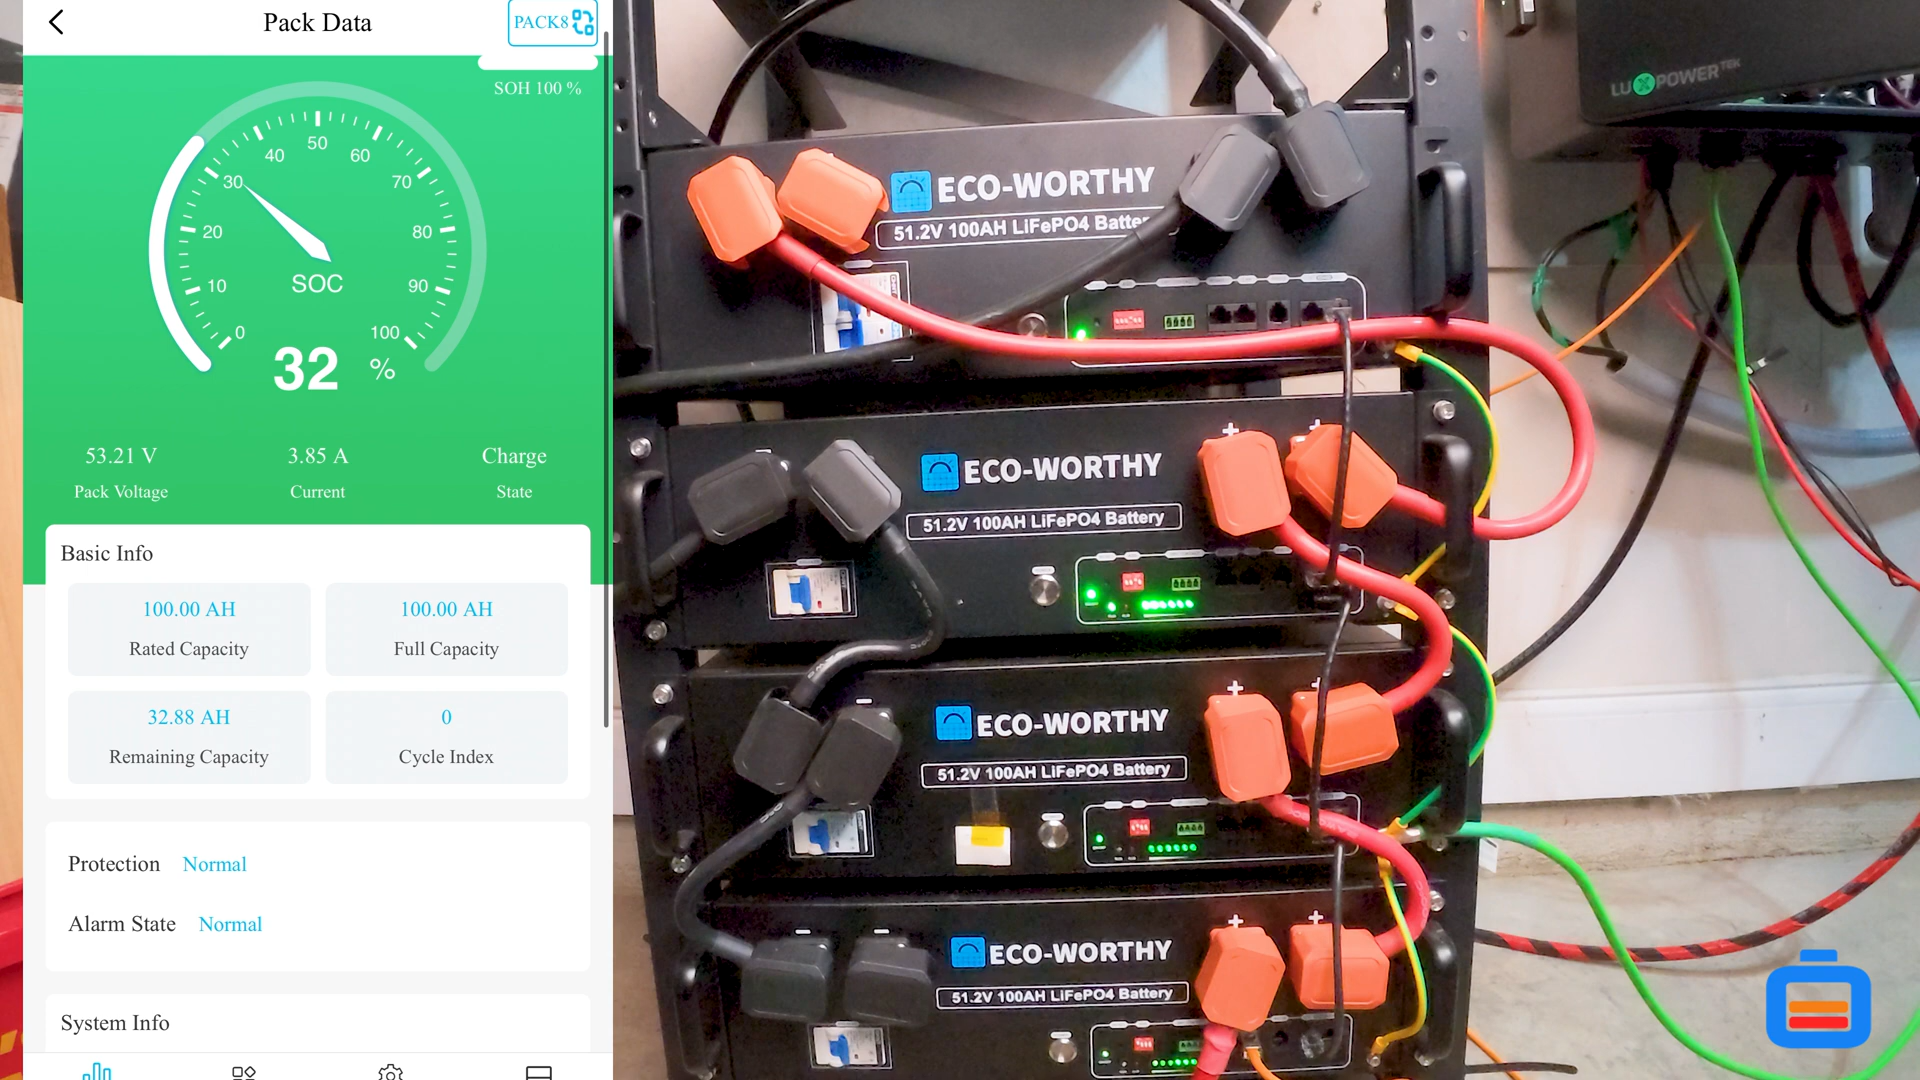 Pack Data
PACK8
SOH 100 %
0
10
20
30
40
50
60
70
80
90
100
SOC
32 %
53.21 V
Pack Voltage
3.85 A
Current
Charge
State
Basic Info
100.00 AH
Rated Capacity
100.00 AH
Full Capacity
32.88 AH
Remaining Capacity
0
Cycle Index
Protection Normal
Alarm State Normal
System Info
LUXPOWERTEK
ECO-WORTHY
51.2V 100AH LiFePO4 Batter
ECO-WORTHY
51.2V 100AH LiFePO4 Battery
ECO-WORTHY
51.2V 100AH LiFePO4 Battery
ECO-WORTHY
51.2V 100AH LiFePO4 Battery